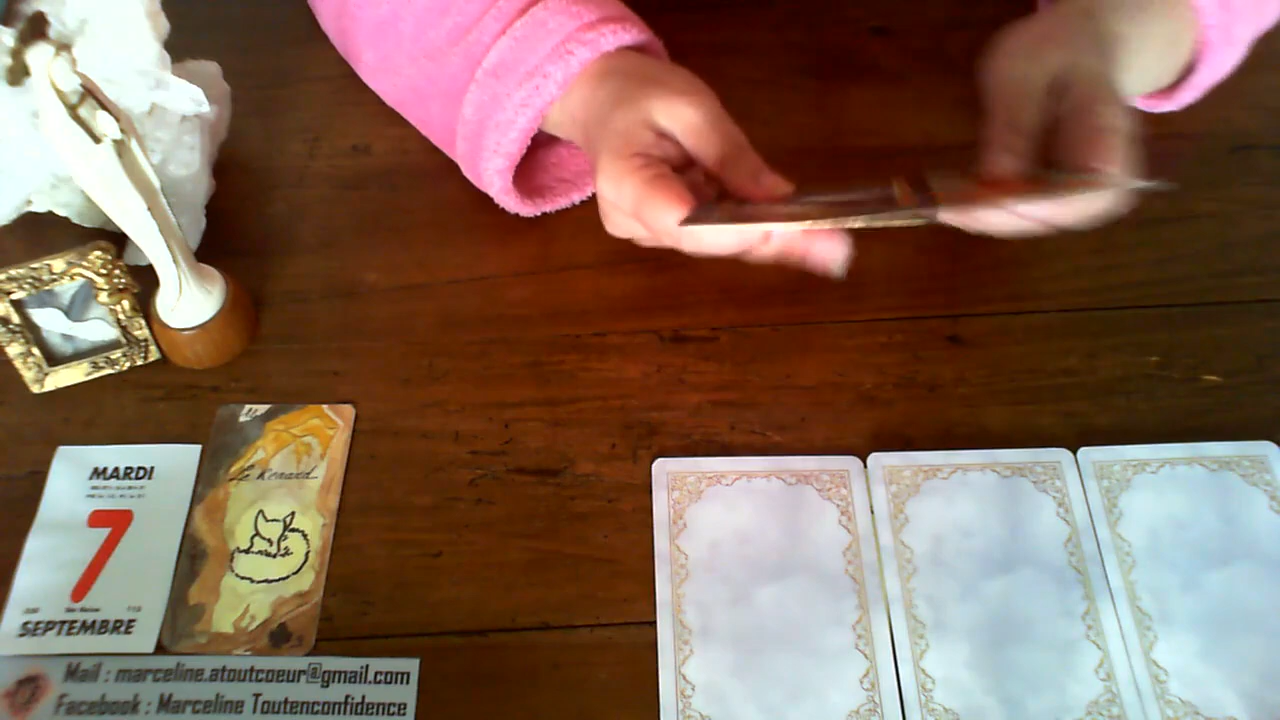 MARDI
7
SEPTEMBRE
Le Renard
Mail : marceline.atoutcoeur@gmail.com
Facebook : Marceline Toutenconfidence